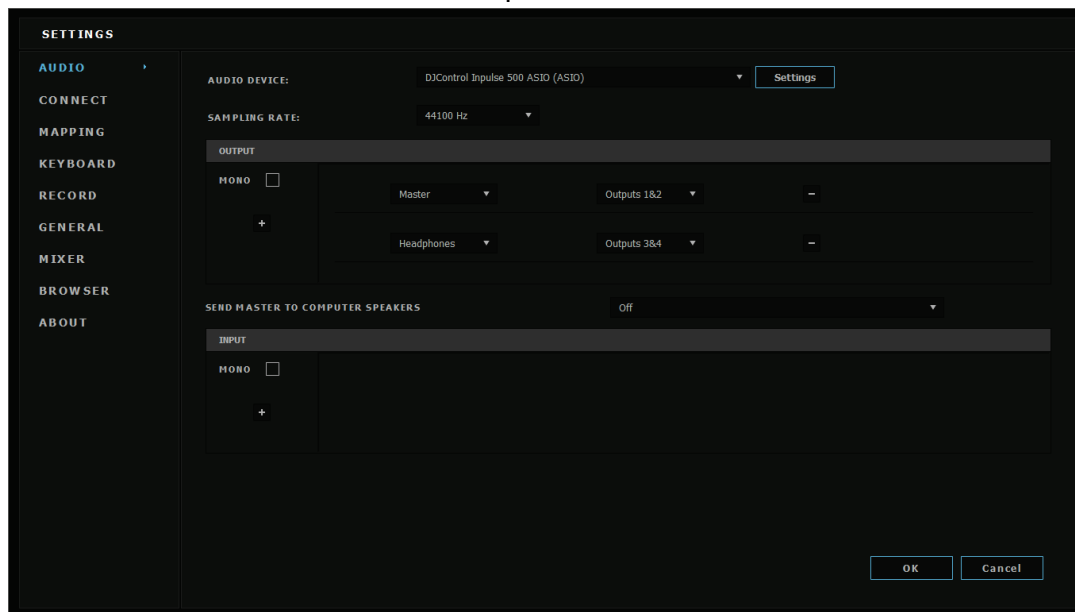 SETTINGS
AUDIO
CONNECT
MAPPING
KEYBOARD
RECORD
GENERAL
MIXER
BROWSER
ABOUT
AUDIO DEVICE: DJControl Inpulse 500 ASIO (ASIO) Settings
SAMPLING RATE: 44100 Hz
OUTPUT
MONO
+
Master Outputs 1&2 −
Headphones Outputs 3&4 −
SEND MASTER TO COMPUTER SPEAKERS Off
INPUT
MONO
+
OK Cancel